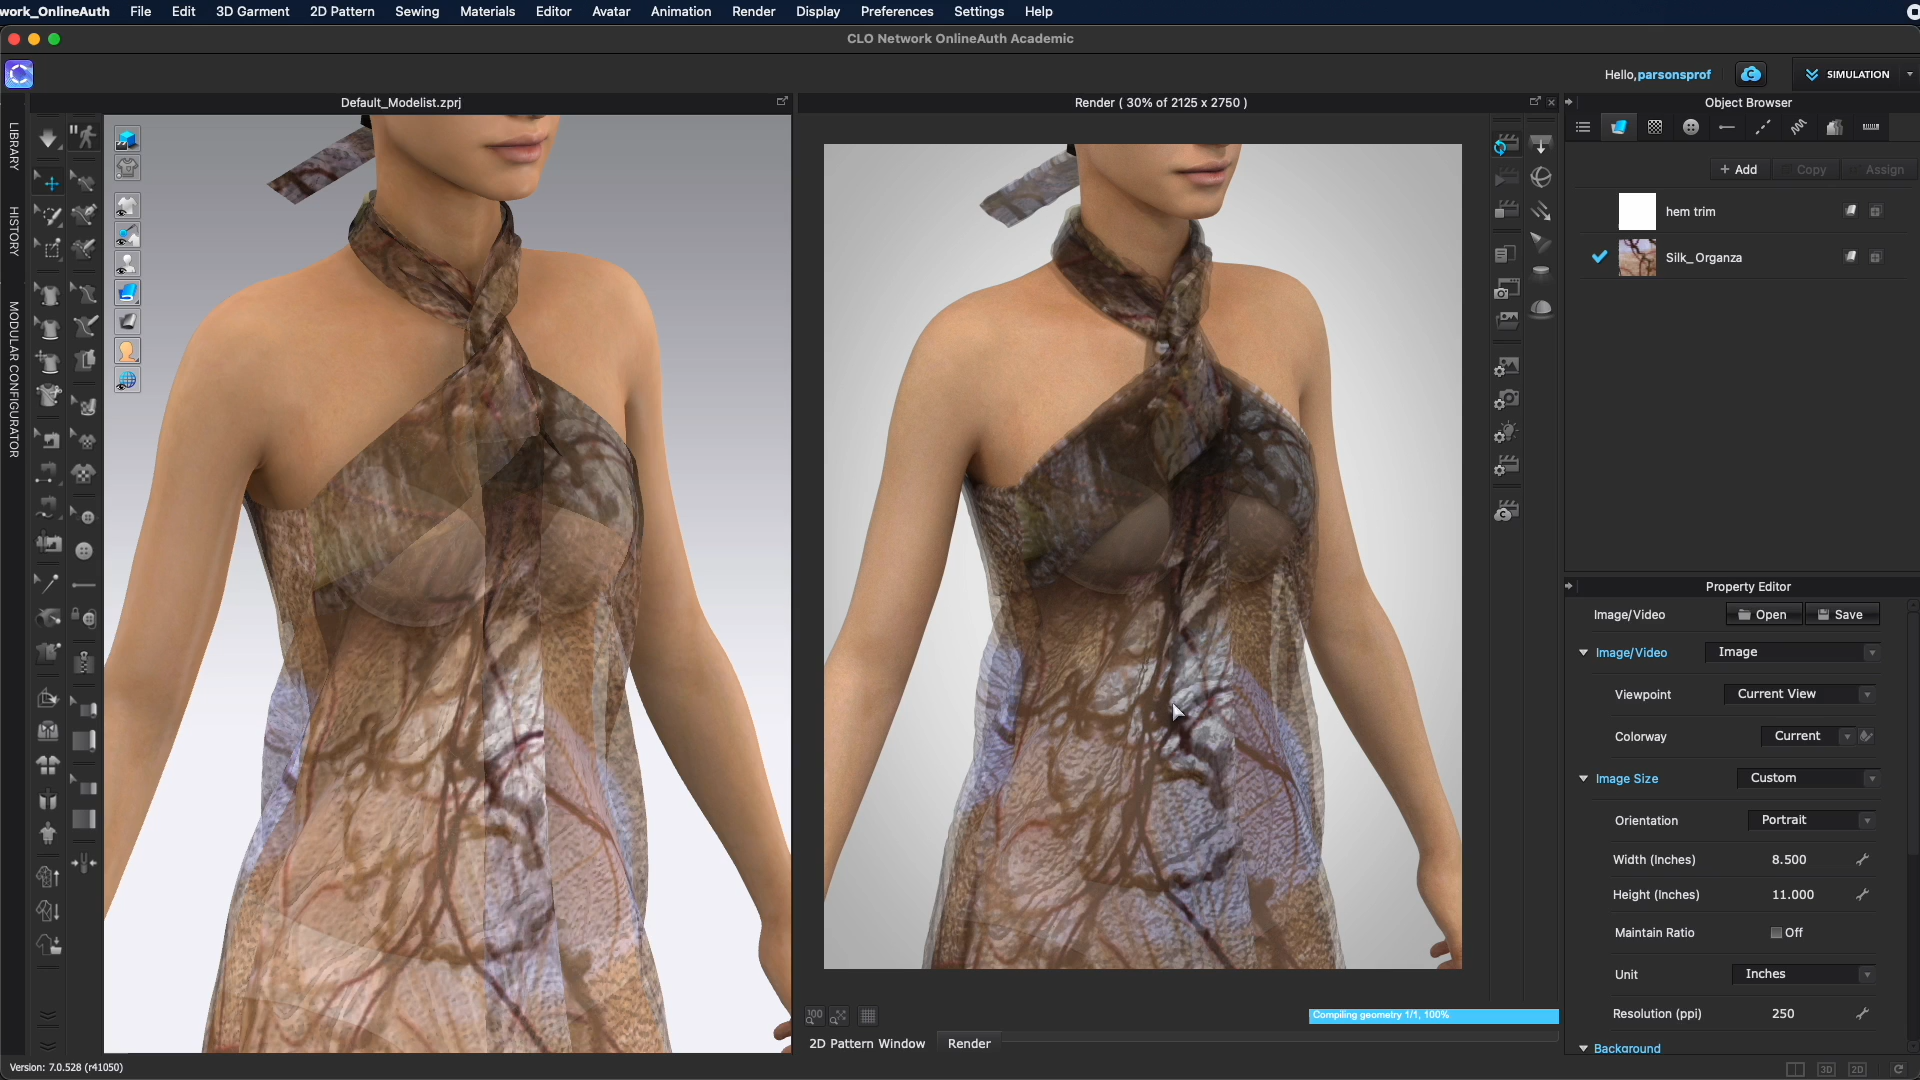 work_OnlineAuth File Edit 3D Garment 2D Pattern Sewing Materials Editor Avatar Animation Render Display Preferences Settings Help
CLO Network OnlineAuth Academic
Hello,parsonsprof
SIMULATION
LIBRARY
HISTORY
MODULAR CONFIGURATOR
Default_Modelist.zprj
Render ( 30% of 2125 x 2750 )
Object Browser
+ Add Copy Assign
hem trim
Silk_Organza
Property Editor
Image/Video Open Save
Image/Video Image
Viewpoint Current View
Colorway Current
Image Size Custom
Orientation Portrait
Width (Inches) 8.500
Height (Inches) 11.000
Maintain Ratio Off
Unit Inches
Resolution (ppi) 250
Background
100
Compiling geometry 1/1, 100%
2D Pattern Window Render
Version: 7.0.528 (r41050)
3D 2D